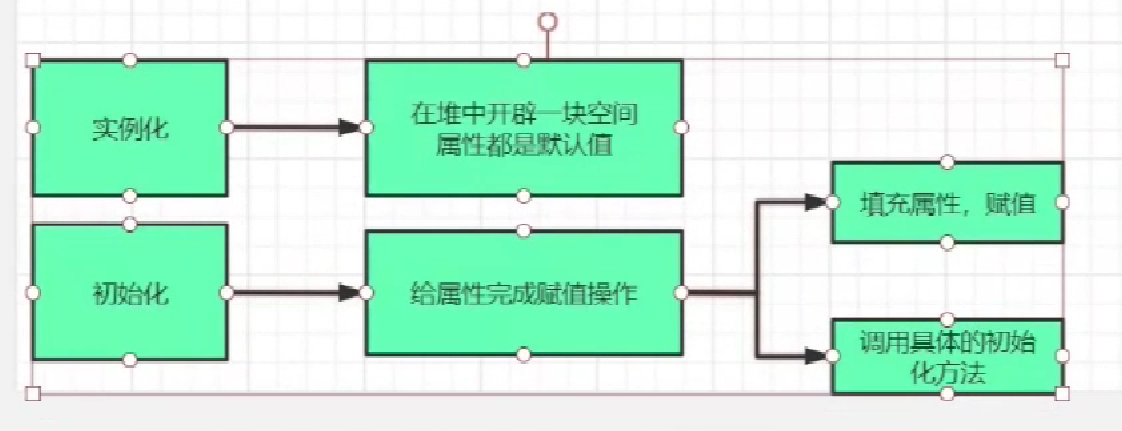 实例化
在堆中开辟一块空间
属性都是默认值
填充属性，赋值
初始化
给属性完成赋值操作
调用具体的初始
化方法